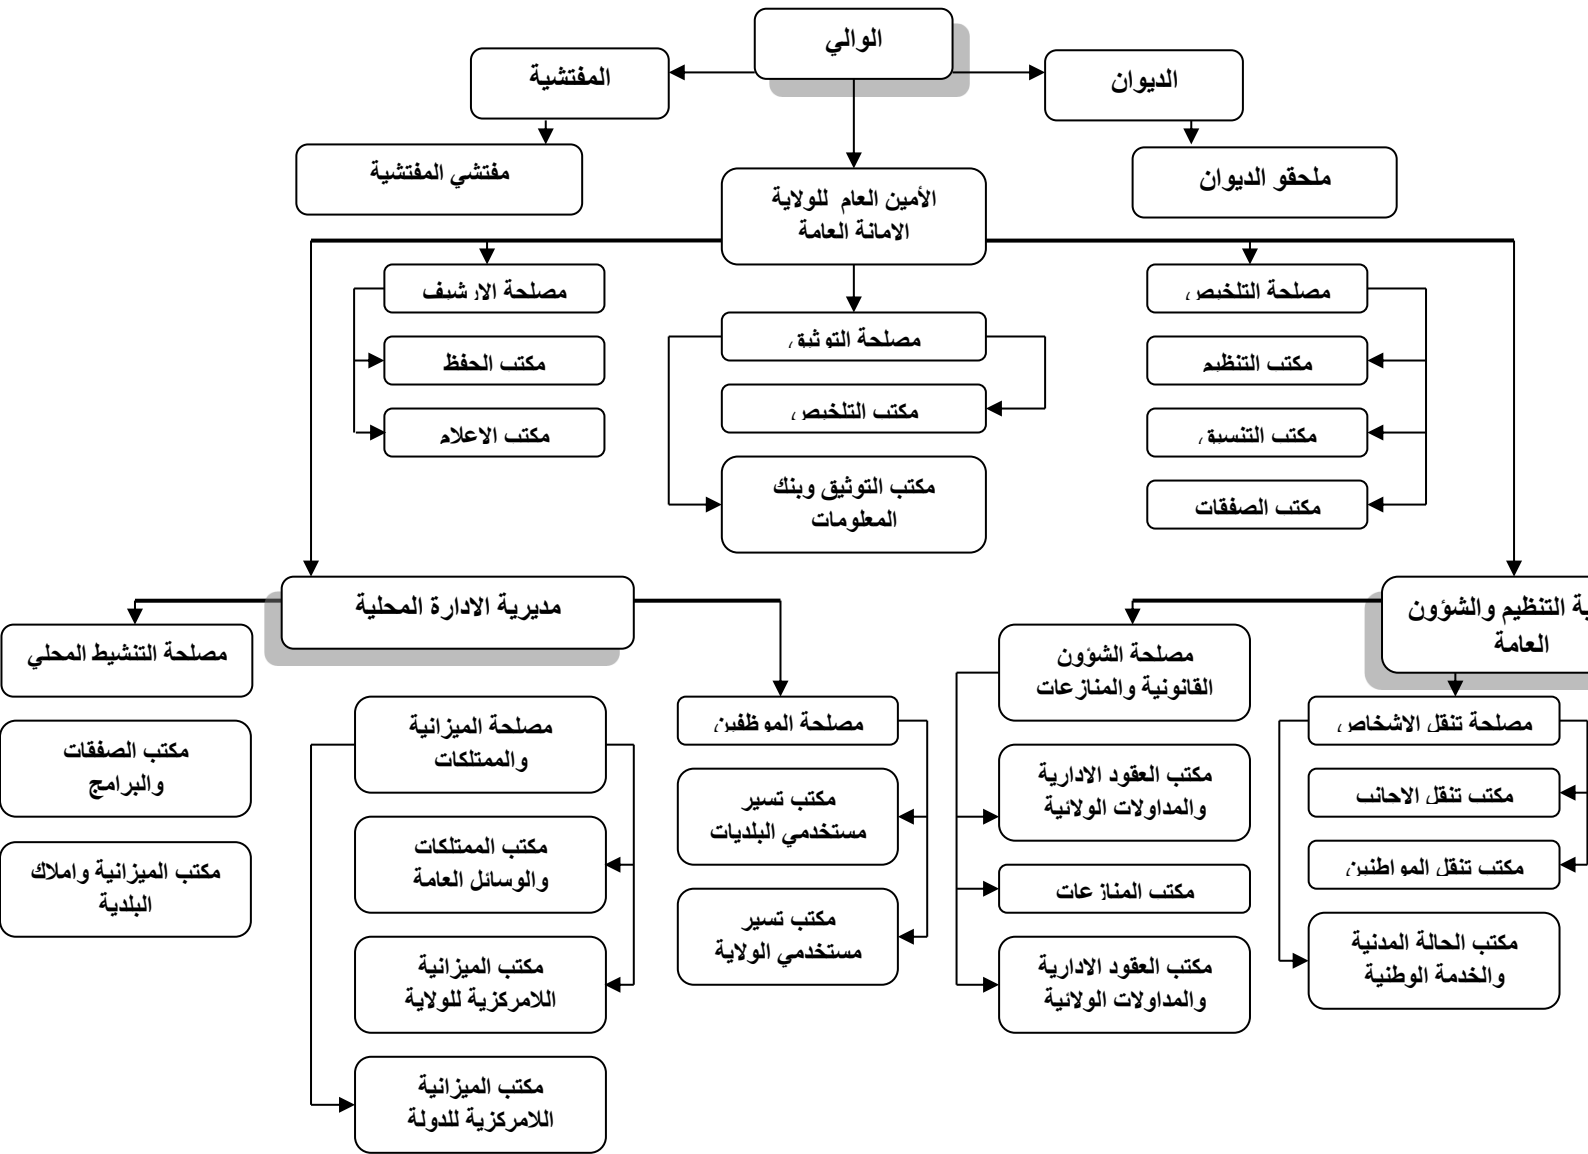 الوالي
المفتشية
الديوان
مفتشي المفتشية
ملحقو الديوان
الأمين العام للولاية
الامانة العامة
مصلحة التلخيص
مكتب التنظيم
مكتب التنسيق
مكتب الصفقات
مصلحة التوثيق
مكتب التلخيص
مكتب التوثيق وبنك
المعلومات
مصلحة الارشيف
مكتب الحفظ
مكتب الاعلام
التنظيم والشؤون
العامة
مصلحة تنقل الاشخاص
مكتب تنقل الاجانب
مكتب تنقل المواطنين
مكتب الحالة المدنية
والخدمة الوطنية
مصلحة الشؤون
القانونية والمنازعات
مكتب العقود الادارية
والمداولات الولائية
مكتب المنازعات
مكتب العقود الادارية
والمداولات الولائية
مديرية الادارة المحلية
مصلحة الموظفين
مكتب تسير
مستخدمي البلديات
مكتب تسير
مستخدمي الولاية
مصلحة الميزانية
والممتلكات
مكتب الممتلكات
والوسائل العامة
مكتب الميزانية
اللامركزية للولاية
مكتب الميزانية
اللامركزية للدولة
مصلحة التنشيط المحلي
مكتب الصفقات
والبرامج
مكتب الميزانية واملاك
البلدية